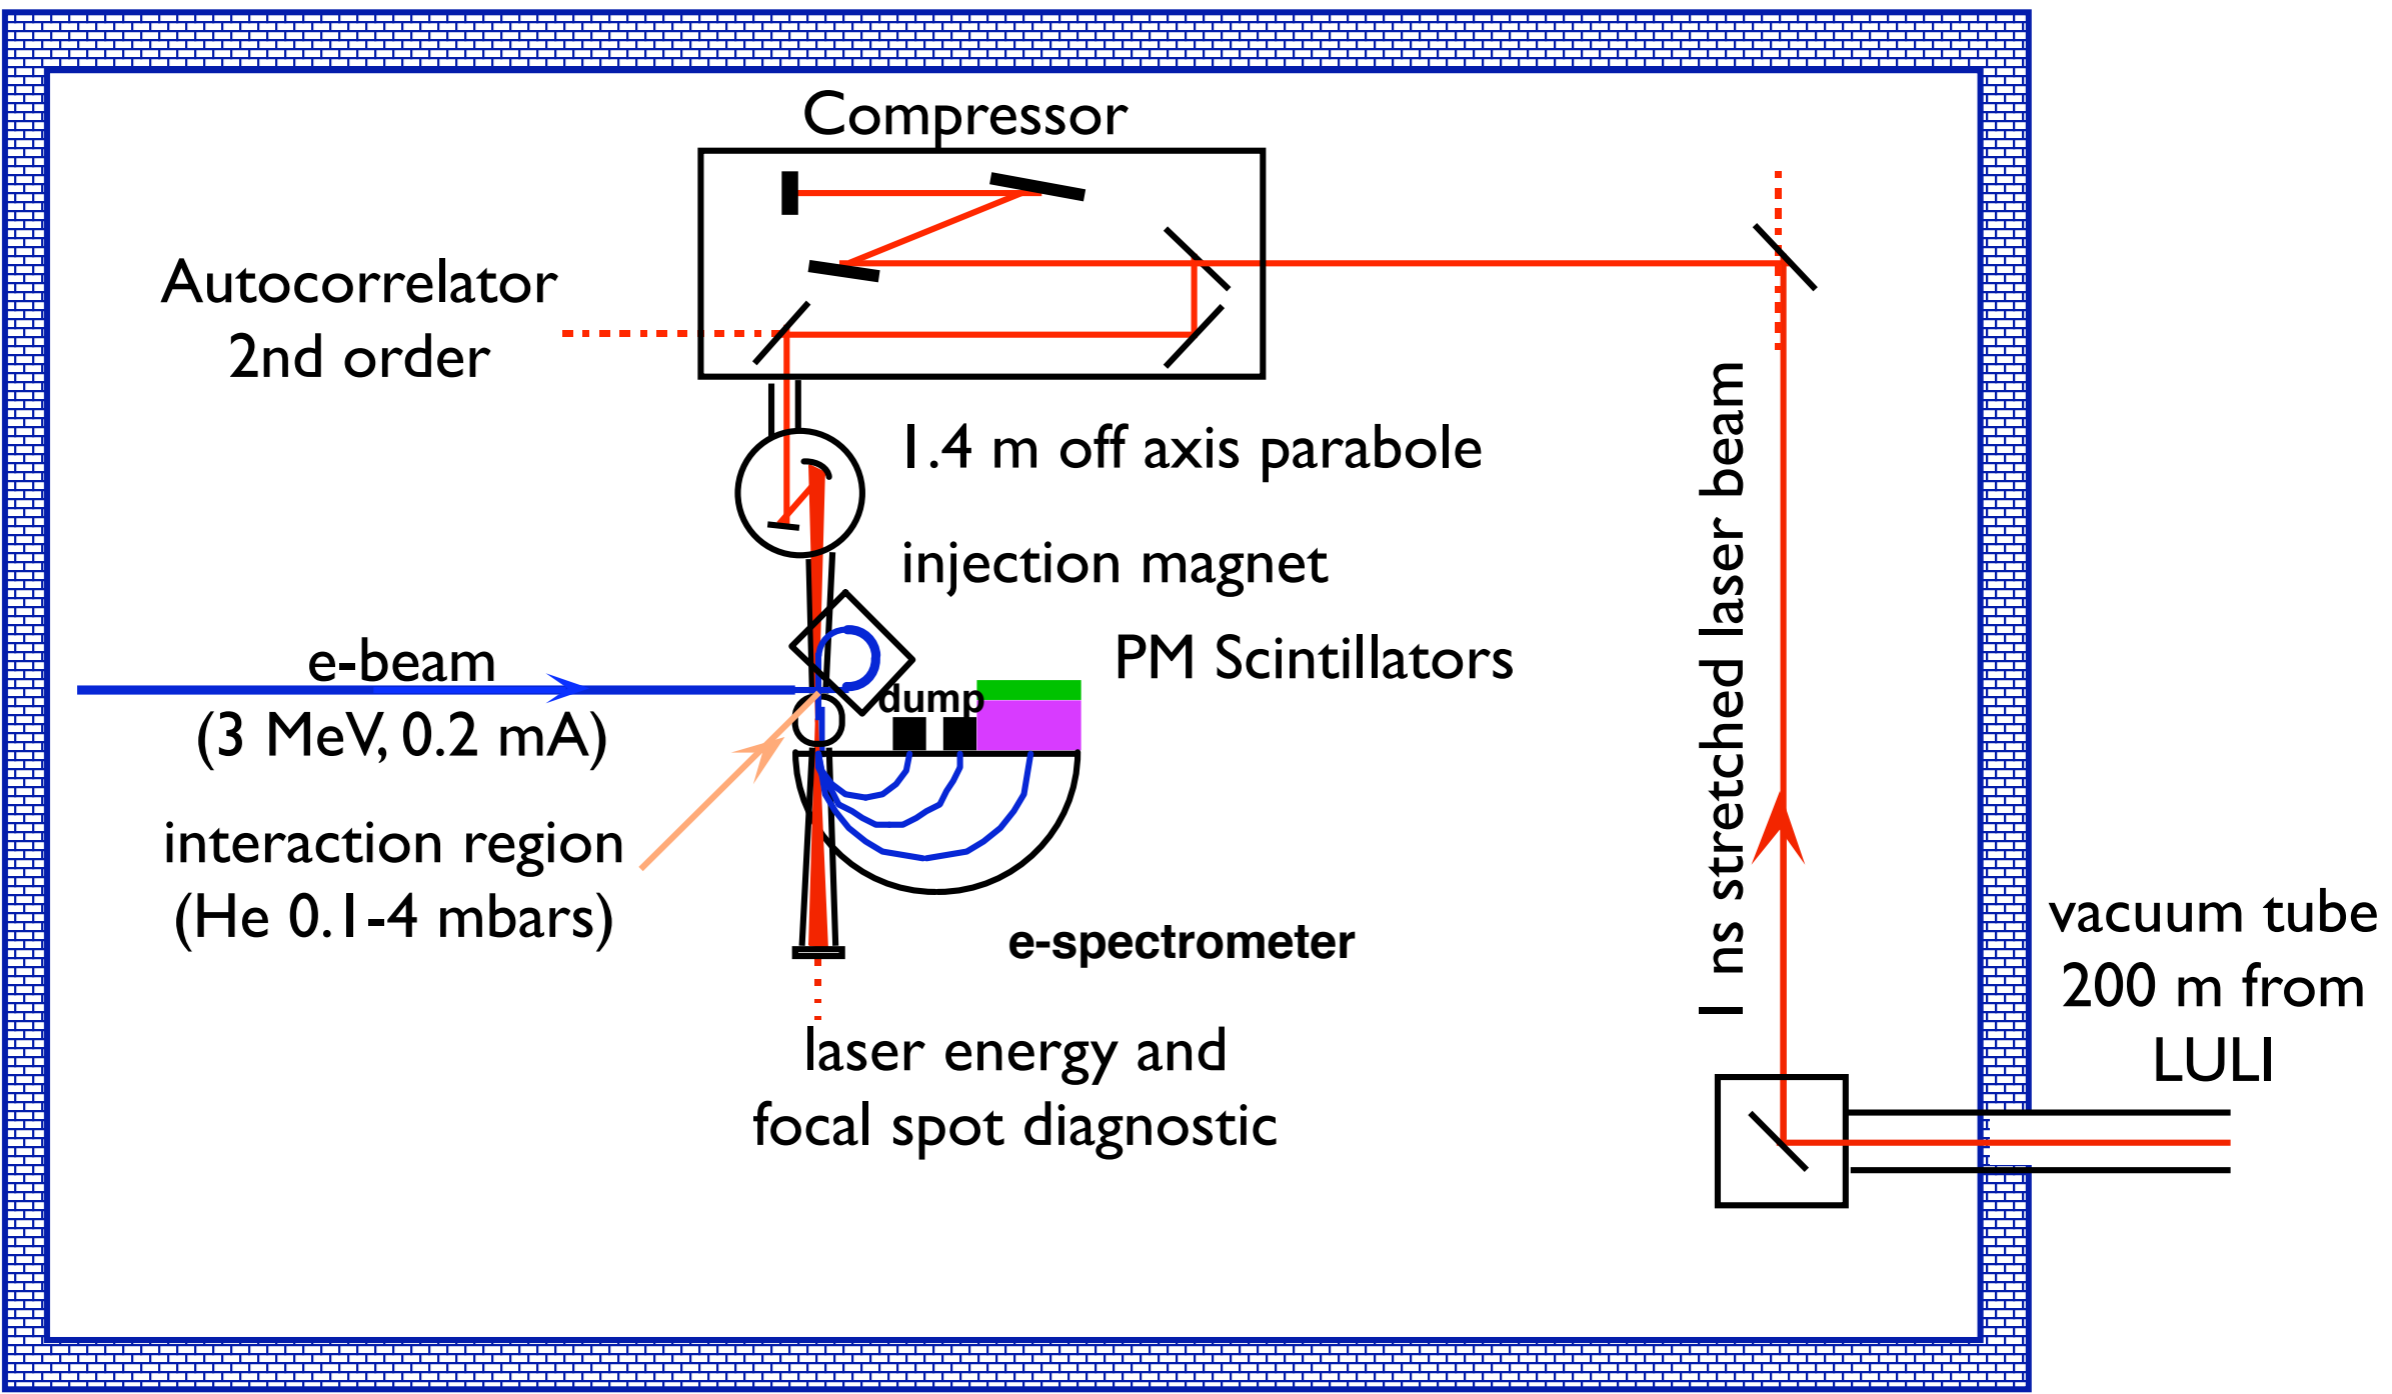 Compressor
Autocorrelator
2nd order
1.4 m off axis parabole
injection magnet
PM Scintillators
e-beam
(3 MeV, 0.2 mA)
dump
interaction region
(He 0.1-4 mbars)
e-spectrometer
laser energy and
focal spot diagnostic
1 ns stretched laser beam
vacuum tube
200 m from
LULI